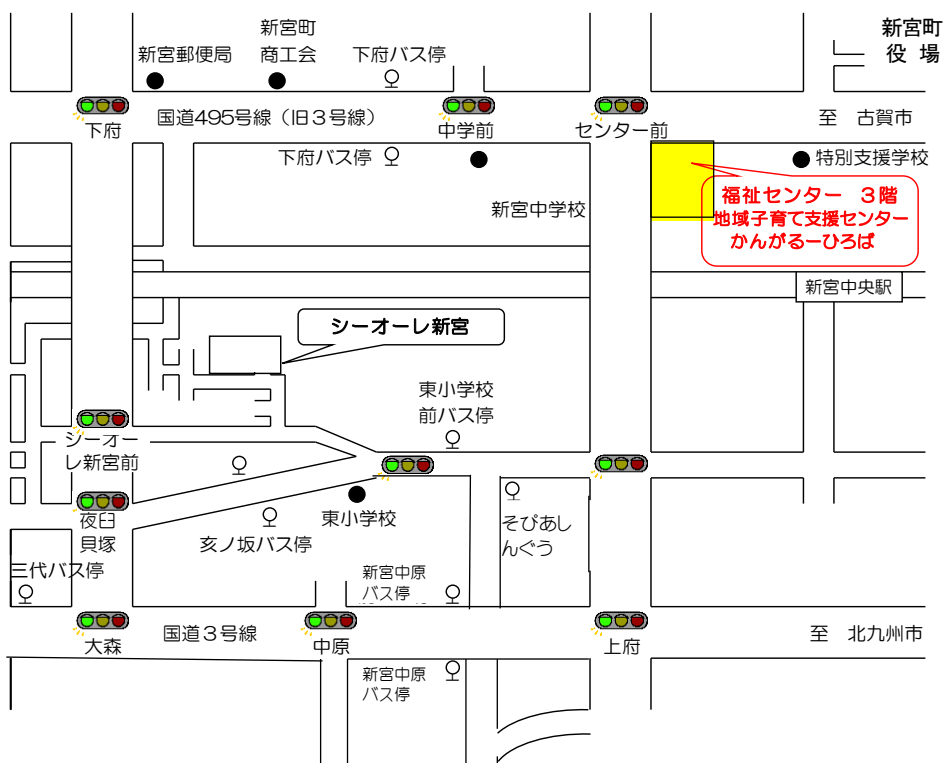 新宮町
役 場
新宮町
商工会
新宮郵便局
下府バス停
下府
国道495号線（旧３号線）
中学前
センター前
至 古賀市
下府バス停
特別支援学校
新宮中学校
福祉センター ３階
地域子育て支援センター
かんがるーひろば
新宮中央駅
シーオーレ新宮
東小学校
前バス停
シーオー
レ新宮前
夜臼
貝塚
東小学校
亥ノ坂バス停
そぴあし
んぐう
三代バス停
新宮中原
バス停
大森
国道３号線
中原
上府
至 北九州市
新宮中原
バス停